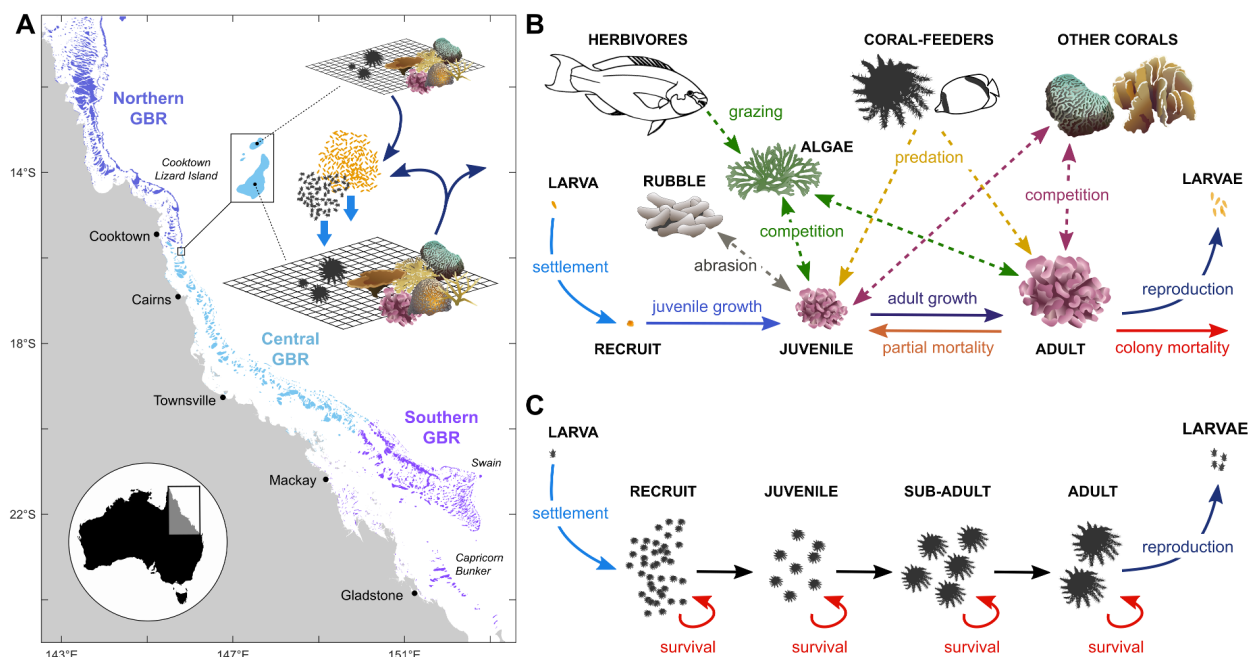 A
Northern
GBR
Cooktown
Lizard Island
14°S
Cooktown
Cairns
Central
GBR
18°S
Townsville
Southern
GBR
Swain
Mackay
22°S
Capricorn
Bunker
Gladstone
143°E
147°E
151°E
B
HERBIVORES
CORAL-FEEDERS
OTHER CORALS
grazing
ALGAE
predation
LARVA
RUBBLE
competition
LARVAE
competition
settlement
abrasion
reproduction
juvenile growth
adult growth
RECRUIT
JUVENILE
partial mortality
ADULT
colony mortality
C
LARVA
LARVAE
RECRUIT
JUVENILE
SUB-ADULT
ADULT
settlement
reproduction
survival
survival
survival
survival